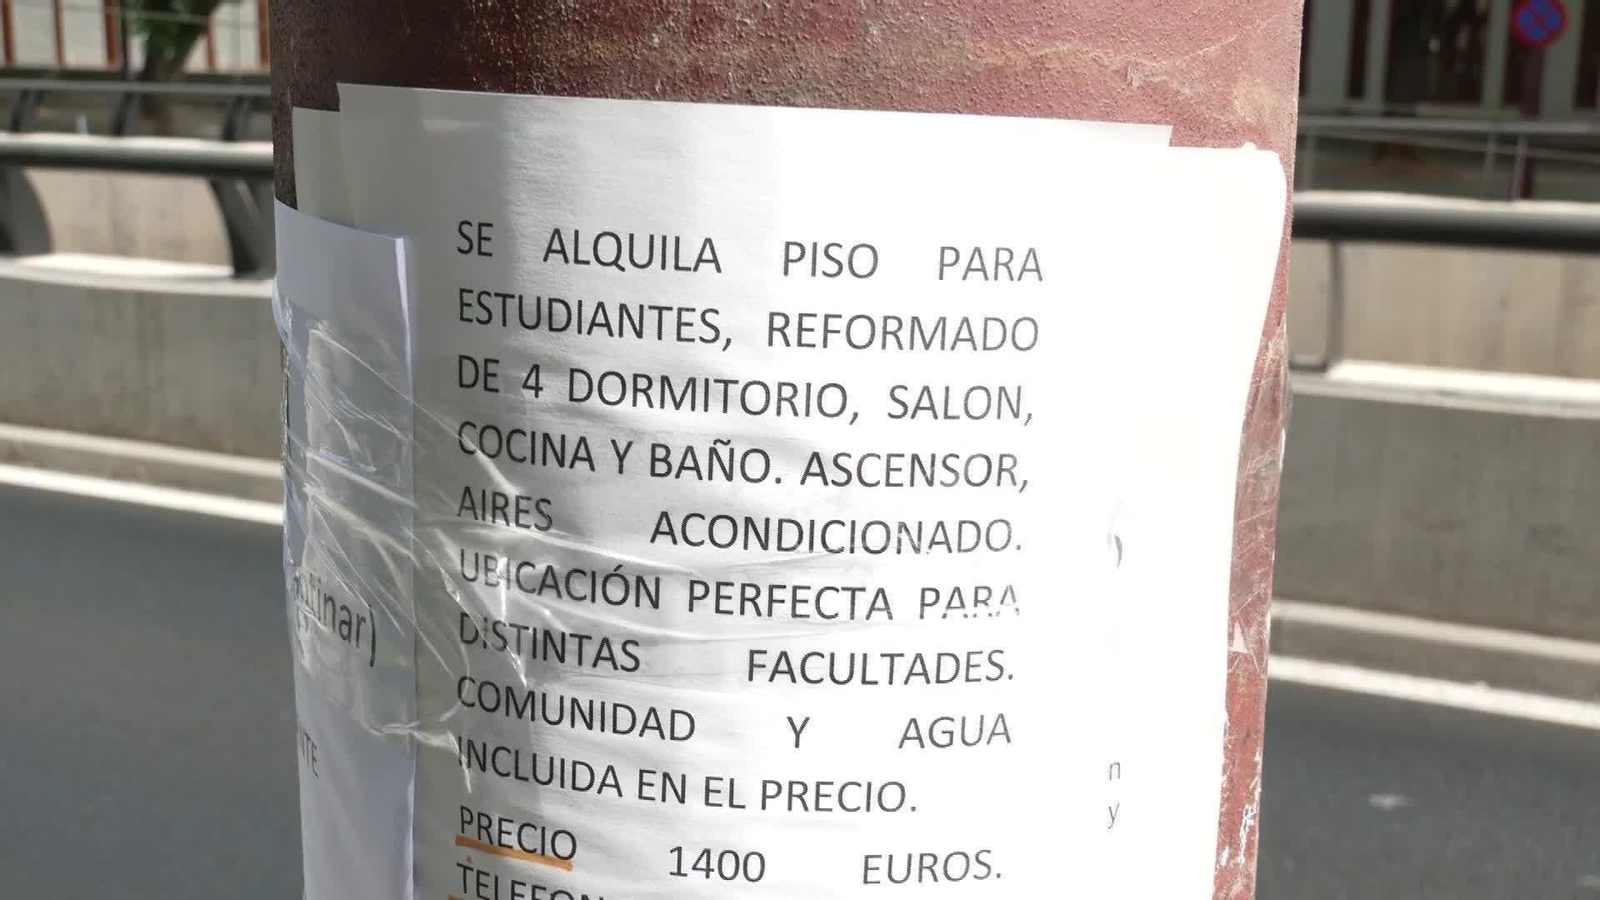 SE ALQUILA PISO PARA
ESTUDIANTES, REFORMADO
DE 4 DORMITORIO, SALON,
COCINA Y BAÑO. ASCENSOR,
AIRES ACONDICIONADO.
UBICACIÓN PERFECTA PARA
DISTINTAS FACULTADES.
COMUNIDAD Y AGUA
INCLUIDA EN EL PRECIO.
PRECIO 1400 EUROS.
n
y